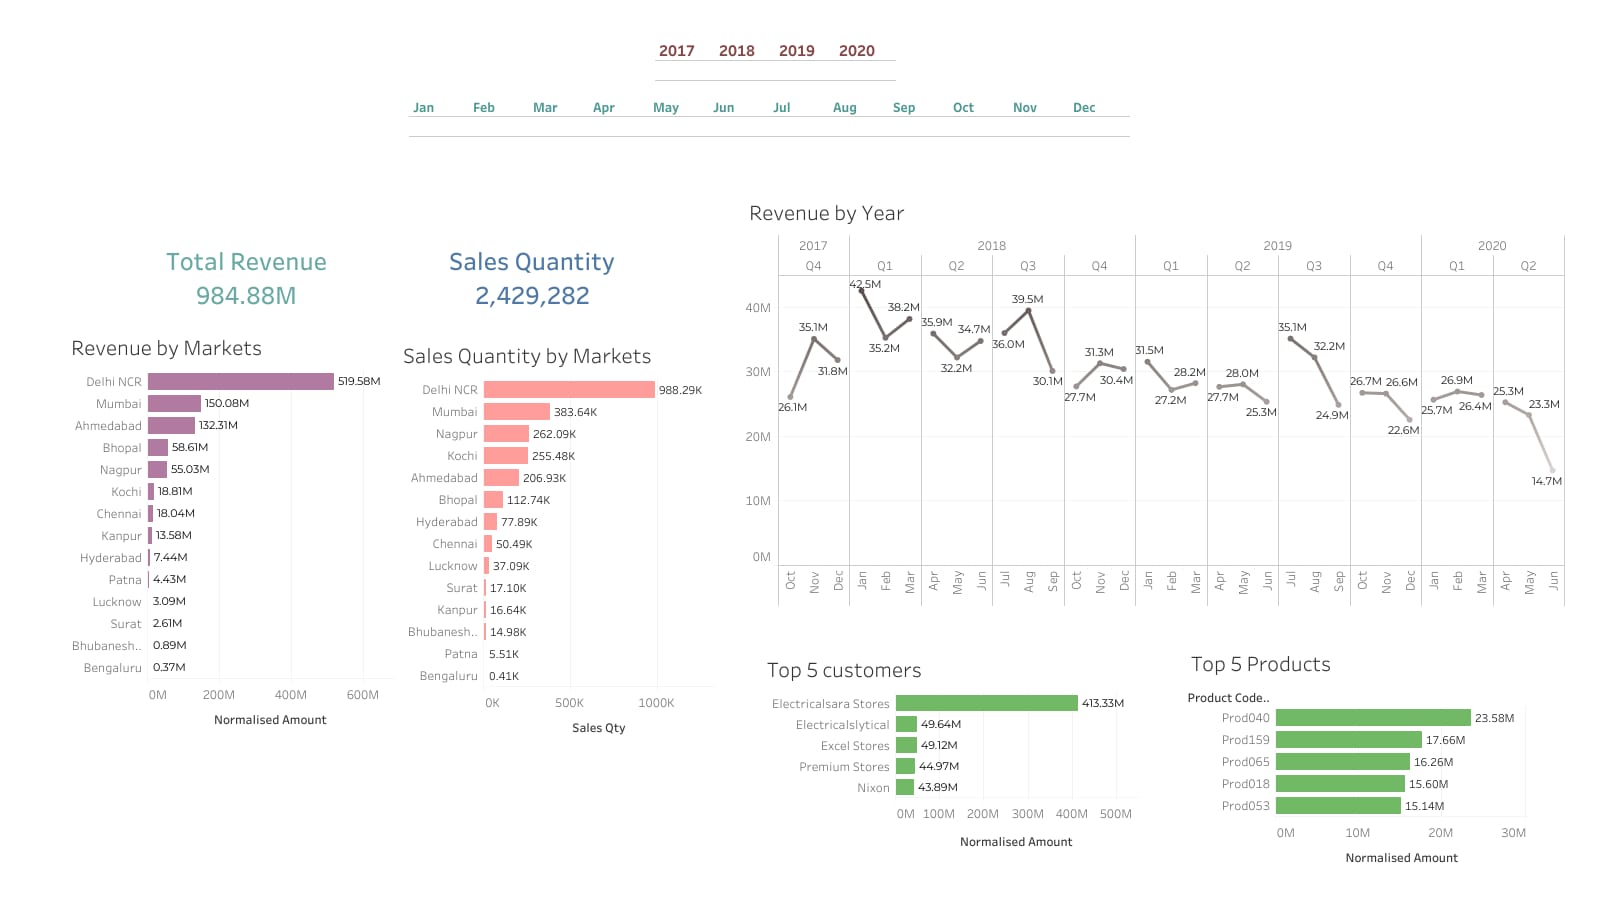 2017 2018 2019 2020
Jan Feb Mar Apr May Jun Jul Aug Sep Oct Nov Dec
Total Revenue
984.88M
Sales Quantity
2,429,282
Revenue by Markets
Delhi NCR 519.58M
Mumbai 150.08M
Ahmedabad 132.31M
Bhopal 58.61M
Nagpur 55.03M
Kochi 18.81M
Chennai 18.04M
Kanpur 13.58M
Hyderabad 7.44M
Patna 4.43M
Lucknow 3.09M
Surat 2.61M
Bhubanesh.. 0.89M
Bengaluru 0.37M
0M 200M 400M 600M
Normalised Amount
Sales Quantity by Markets
Delhi NCR 988.29K
Mumbai 383.64K
Nagpur 262.09K
Kochi 255.48K
Ahmedabad 206.93K
Bhopal 112.74K
Hyderabad 77.89K
Chennai 50.49K
Lucknow 37.09K
Surat 17.10K
Kanpur 16.64K
Bhubanesh.. 14.98K
Patna 5.51K
Bengaluru 0.41K
0K 500K 1000K
Sales Qty
Revenue by Year
2017 2018 2019 2020
Q4 Q1 Q2 Q3 Q4 Q1 Q2 Q3 Q4 Q1 Q2
40M
30M
20M
10M
0M
26.1M 35.1M 31.8M
42.5M 35.2M 38.2M
35.9M 32.2M 34.7M
36.0M 39.5M 30.1M
27.7M 31.3M 30.4M
31.5M 27.2M 28.2M
27.7M 28.0M 25.3M
35.1M 32.2M 24.9M
26.7M 26.6M 22.6M
25.7M 26.9M 26.4M
25.3M 23.3M 14.7M
Oct Nov Dec Jan Feb Mar Apr May Jun Jul Aug Sep Oct Nov Dec Jan Feb Mar Apr May Jun Jul Aug Sep Oct Nov Dec Jan Feb Mar Apr May Jun
Top 5 customers
Electricalsara Stores 413.33M
Electricalslytical 49.64M
Excel Stores 49.12M
Premium Stores 44.97M
Nixon 43.89M
0M 100M 200M 300M 400M 500M
Normalised Amount
Top 5 Products
Product Code..
Prod040 23.58M
Prod159 17.66M
Prod065 16.26M
Prod018 15.60M
Prod053 15.14M
0M 10M 20M 30M
Normalised Amount